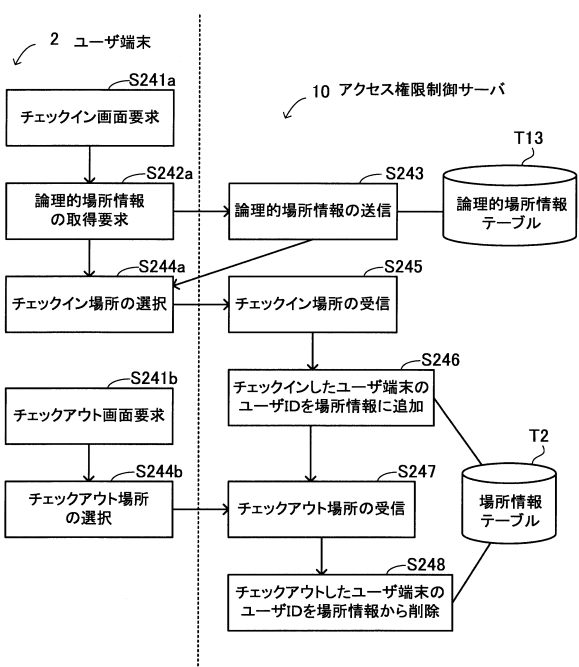 2 ユーザ端末
10 アクセス権限制御サーバ
S241a
チェックイン画面要求
S242a
論理的場所情報
の取得要求
S243
論理的場所情報の送信
T13
論理的場所情報
テーブル
S244a
チェックイン場所の選択
S245
チェックイン場所の受信
S246
チェックインしたユーザ端末の
ユーザIDを場所情報に追加
S241b
チェックアウト画面要求
S244b
チェックアウト場所
の選択
S247
チェックアウト場所の受信
T2
場所情報
テーブル
S248
チェックアウトしたユーザ端末の
ユーザIDを場所情報から削除